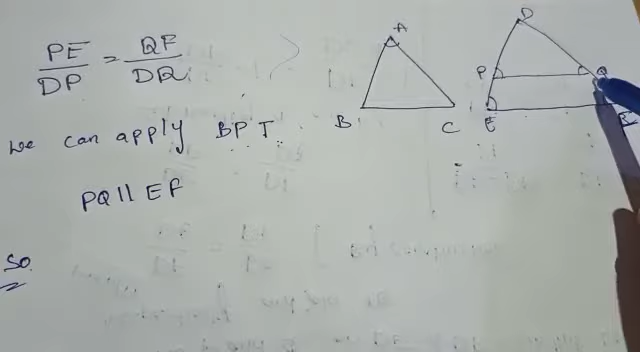 PE/DP = QF/DQ
we can apply BPT
PQ || EF
So
A
B
C
D
P
Q
E